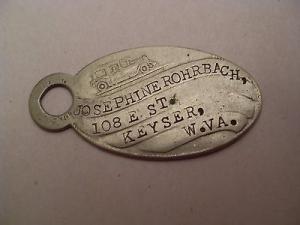 JOSEPHINE ROHRBACH,
108 E. ST.
KEYSER,
W.VA.